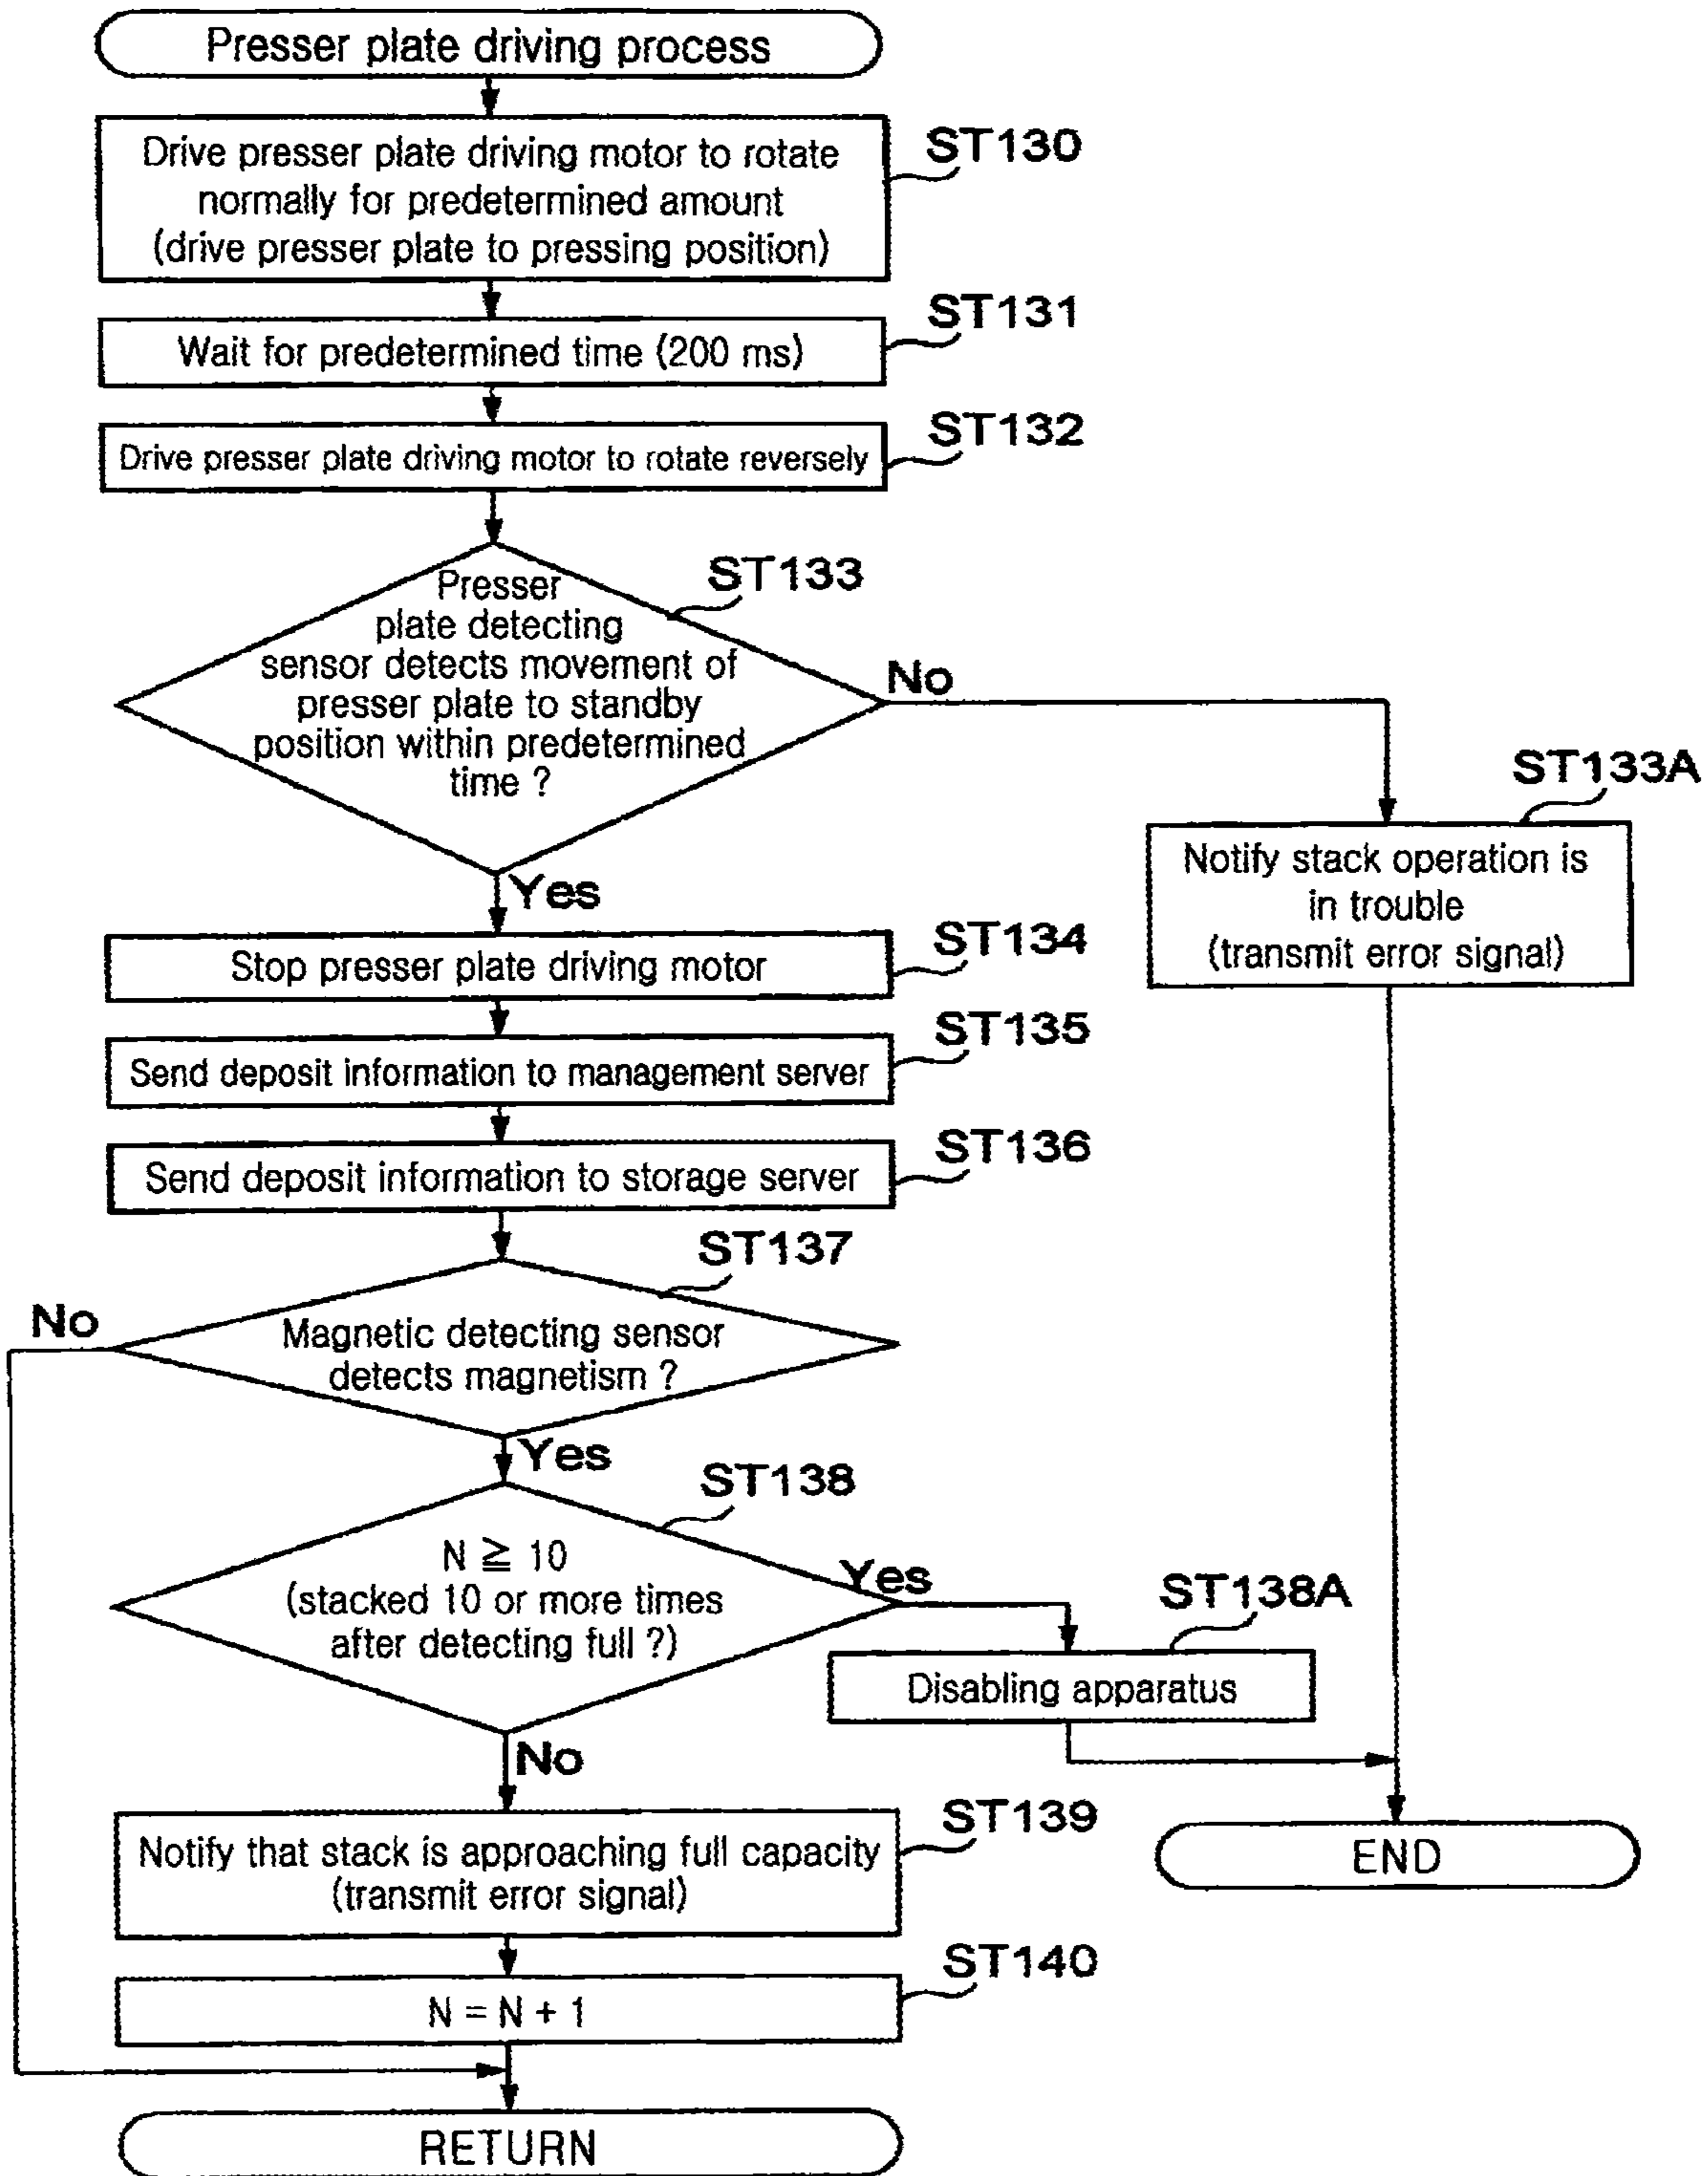 Presser plate driving process
Drive presser plate driving motor to rotate
normally for predetermined amount
(drive presser plate to pressing position)
ST130
Wait for predetermined time (200 ms)
ST131
Drive presser plate driving motor to rotate reversely
ST132
Presser
plate detecting
sensor detects movement of
presser plate to standby
position within predetermined
time ?
ST133
No
Yes
ST133A
Notify stack operation is
in trouble
(transmit error signal)
Stop presser plate driving motor
ST134
Send deposit information to management server
ST135
Send deposit information to storage server
ST136
ST137
Magnetic detecting sensor
detects magnetism ?
No
Yes
ST138
N ≧ 10
(stacked 10 or more times
after detecting full ?)
Yes
ST138A
Disabling apparatus
No
Notify that stack is approaching full capacity
(transmit error signal)
ST139
END
N = N + 1
ST140
RETURN